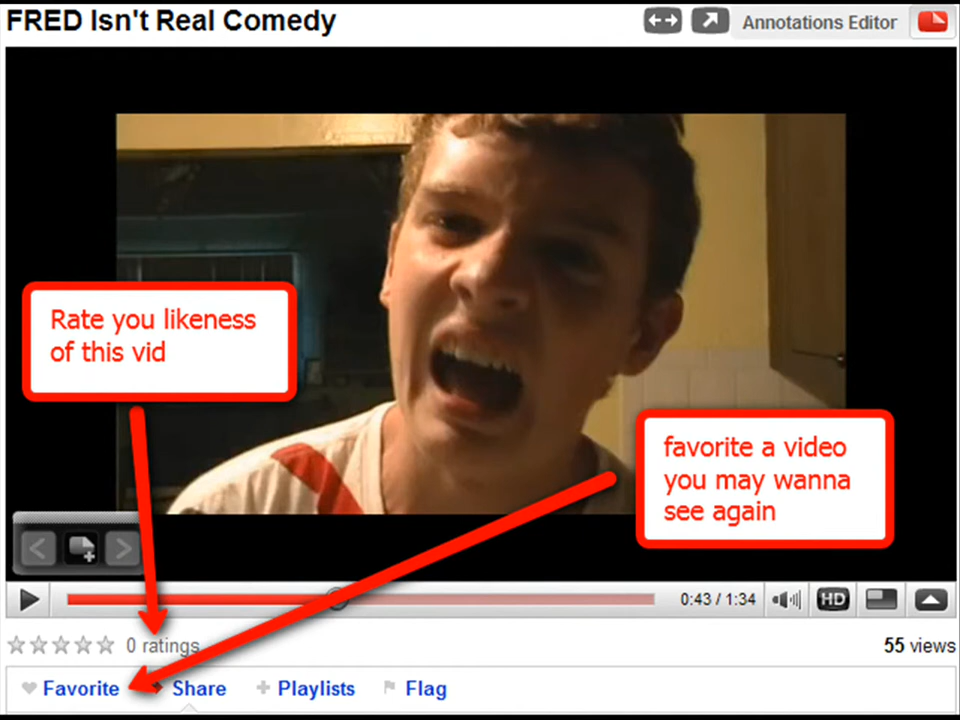 FRED Isn't Real Comedy
Annotations Editor
Rate you likeness
of this vid
favorite a video
you may wanna
see again
0:43 / 1:34
HD
0 ratings
55 views
Favorite
Share
Playlists
Flag